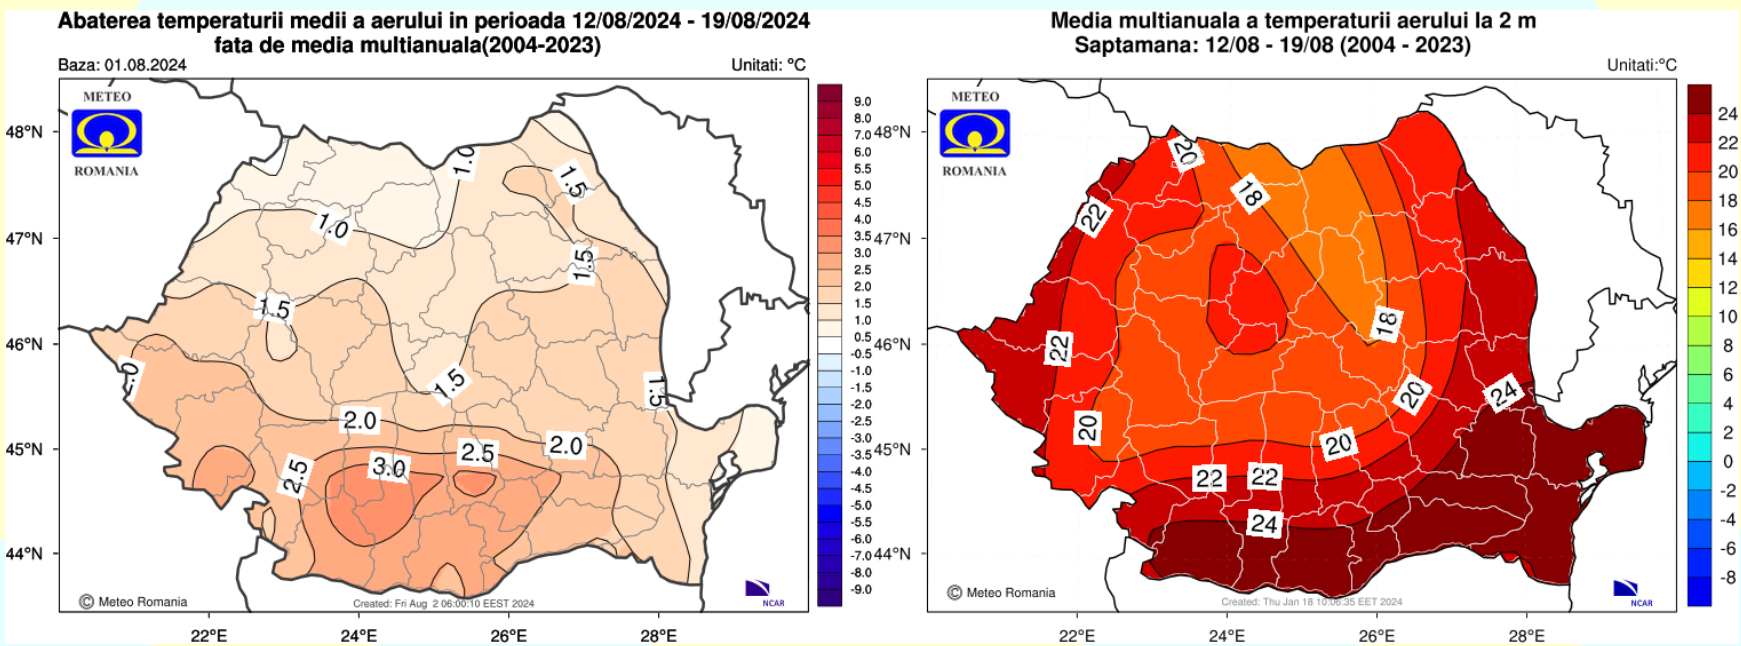 Abaterea temperaturii medii a aerului in perioada 12/08/2024 - 19/08/2024
fata de media multianuala(2004-2023)
Baza: 01.08.2024
Unitati: °C
METEO
ROMANIA
48°N
47°N
46°N
45°N
44°N
22°E
24°E
26°E
28°E
1.0
1.5
1.0
1.5
1.5
2.0
1.5
1.5
2.0
2.0
2.5
2.5
3.0
9.0
8.0
7.0
6.0
5.5
5.0
4.5
4.0
3.5
3.0
2.5
2.0
1.5
1.0
0.5
-0.5
-1.0
-1.5
-2.0
-2.5
-3.0
-3.5
-4.0
-4.5
-5.0
-5.5
-6.0
-7.0
-8.0
-9.0
© Meteo Romania
Created: Fri Aug 2 06:00:10 EEST 2024
NCAR
Media multianuala a temperaturii aerului la 2 m
Saptamana: 12/08 - 19/08 (2004 - 2023)
Unitati:°C
METEO
ROMANIA
48°N
47°N
46°N
45°N
44°N
22°E
24°E
26°E
28°E
20
18
22
18
22
20
24
20
20
22
22
24
24
22
20
18
16
14
12
10
8
6
4
2
0
-2
-4
-6
-8
© Meteo Romania
Created: Thu Jan 18 10:06:35 EET 2024
NCAR